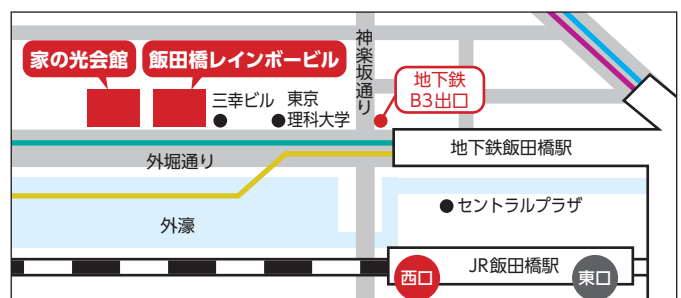 家の光会館
飯田橋レインボービル
神楽坂通り
地下鉄
B3出口
三幸ビル
東京
理科大学
地下鉄飯田橋駅
外堀通り
セントラルプラザ
外濠
JR飯田橋駅
西口
東口